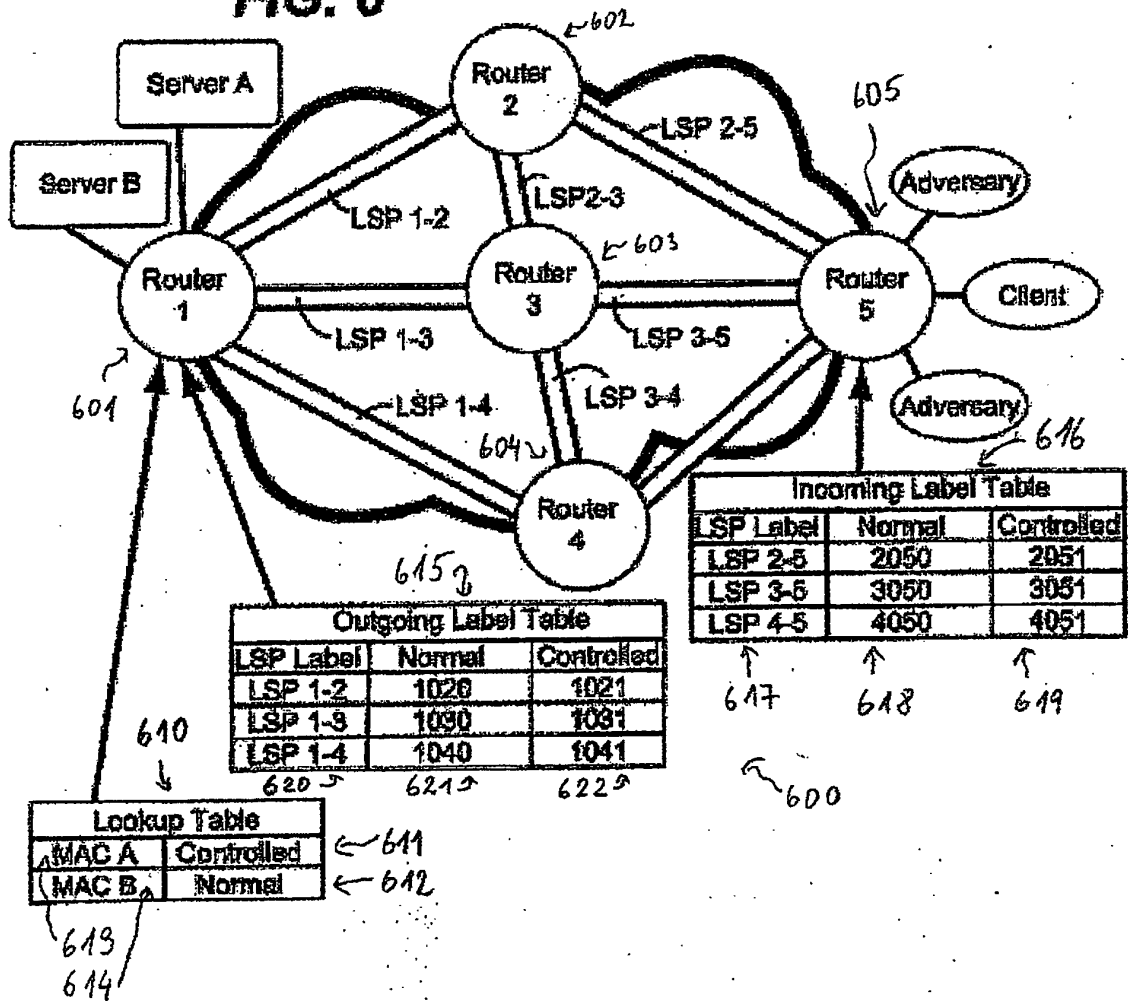 FIG. 6
602
Router
2
Server A
605
LSP 2-5
Adversary
Server B
LSP2-3
LSP 1-2
603
Router
1
Router
3
Router
5
Client
LSP 1-3
LSP 3-5
601
LSP 1-4
LSP 3-4
Adversary
604
616
Router
4
Incoming Label Table
LSP Label Normal Controlled
LSP 2-5 2050 2051
LSP 3-5 3050 3051
LSP 4-5 4050 4051
617 618 619
615
Outgoing Label Table
LSP Label Normal Controlled
LSP 1-2 1020 1021
LSP 1-3 1030 1031
LSP 1-4 1040 1041
620 621 622
600
610
Lookup Table
MAC A Controlled
611
MAC B Normal
612
613
614